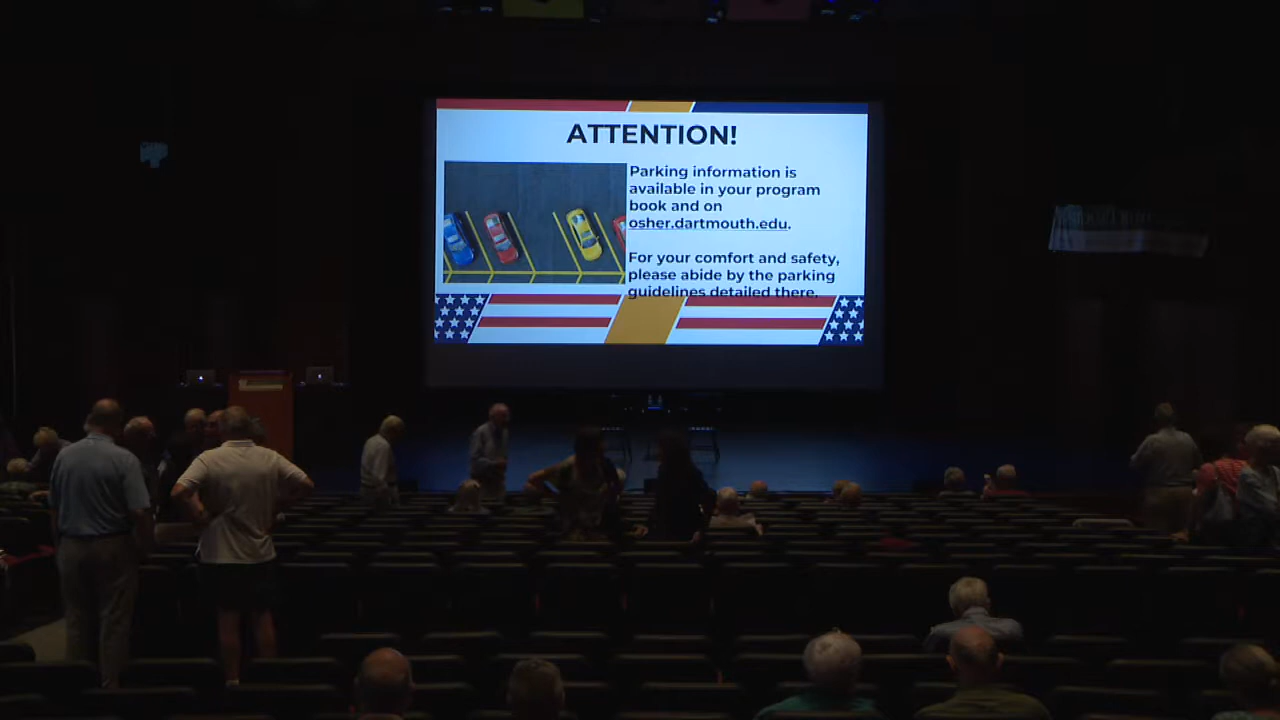 ATTENTION!
Parking information is
available in your program
book and on
osher.dartmouth.edu.
For your comfort and safety,
please abide by the parking
guidelines detailed there.